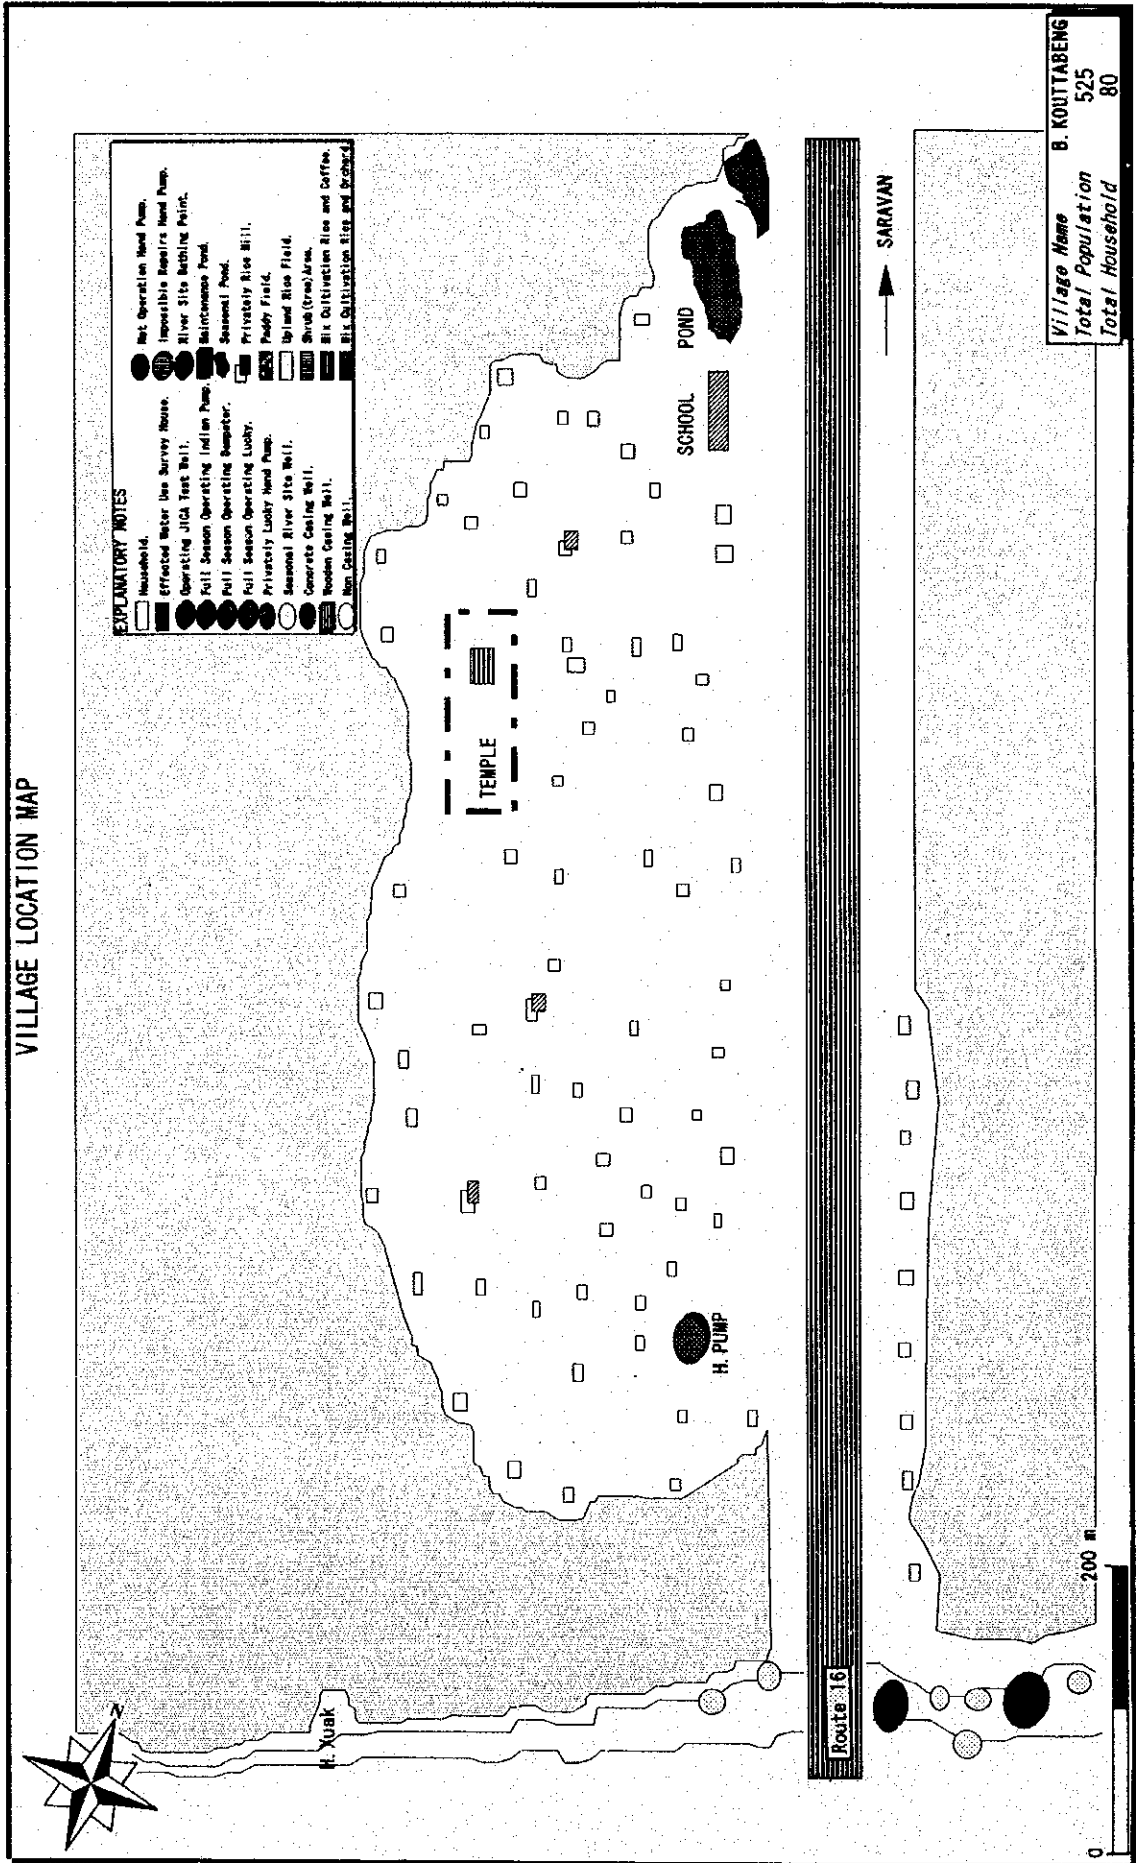 VILLAGE LOCATION MAP
EXPLANATORY NOTES
Household.
Effected Water Use Survey House.
Operating JICA Test Well.
Full Season Operating Indian Pump.
Full Season Operating Dempster.
Full Season Operating Lucky.
Privately Lucky Hand Pump.
Seasonal River Site Well.
Concrete Casing Well.
Wooden Casing Well.
Non Casing Well.
Not Operation Hand Pump.
Impossible Repairs Hand Pump.
River Site Bathing Point.
Maintenance Pond.
Seasonal Pond.
Privately Rice Mill.
Paddy Field.
Upland Rice Field.
Shrub(tree)Area.
Mix Cultivation Rice and Coffee.
Mix Cultivation Rice and Orchard.
N
H. Xuak
TEMPLE
SCHOOL
POND
H. PUMP
Route 16
SARAVAN
0
200 m
Village Name B. KOUTTABENG
Total Population 525
Total Household 80